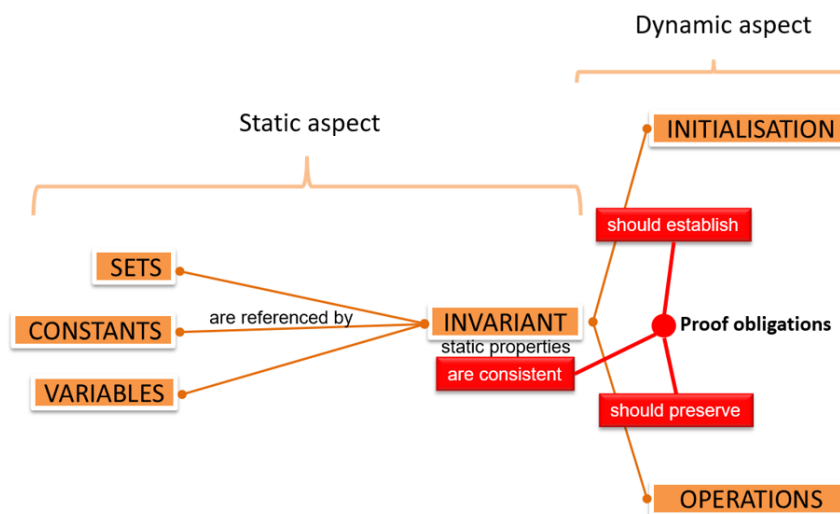 Dynamic aspect
Static aspect
INITIALISATION
should establish
SETS
CONSTANTS
are referenced by
INVARIANT
Proof obligations
static properties
are consistent
VARIABLES
should preserve
OPERATIONS